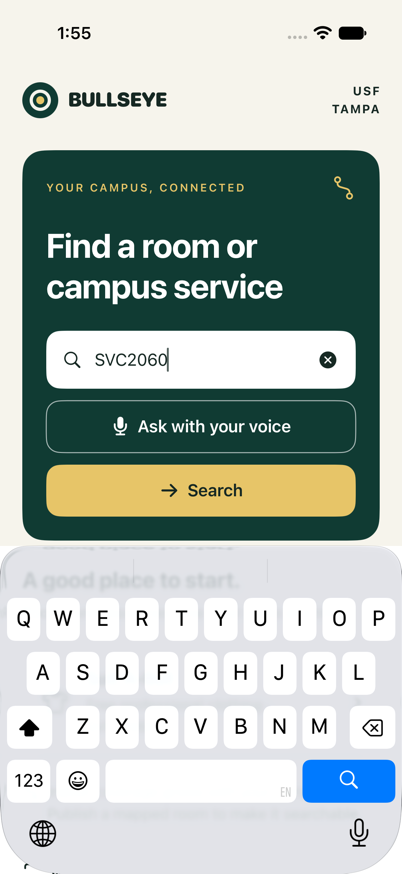 1:55
BULLSEYE
USF
TAMPA
YOUR CAMPUS, CONNECTED
Find a room or
campus service
SVC2060
Ask with your voice
Search
A good place to start.
Q W E R T Y U I O P
A S D F G H J K L
Z X C V B N M
123
EN